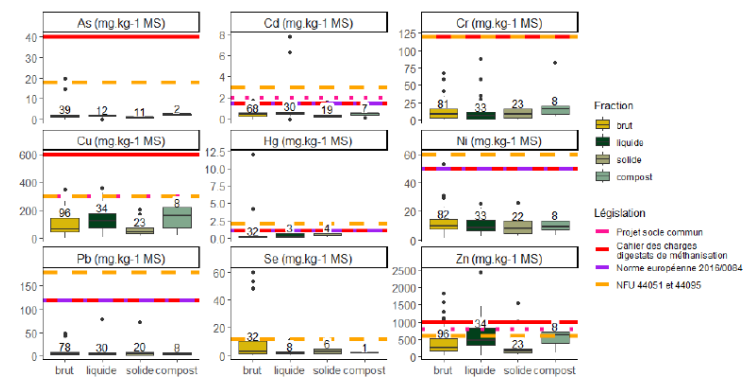 As (mg.kg-1 MS) Cd (mg.kg-1 MS) Cr (mg.kg-1 MS)
40
30
20
10
0
39 12 11 2
8
6
4
2
0
68 30 19 7
125
100
75
50
25
0
81 33 23 8
Cu (mg.kg-1 MS) Hg (mg.kg-1 MS) Ni (mg.kg-1 MS)
600
400
200
0
96 34 23 8
12.5
10.0
7.5
5.0
2.5
0.0
32 3 4
60
40
20
0
82 33 22 8
Pb (mg.kg-1 MS) Se (mg.kg-1 MS) Zn (mg.kg-1 MS)
150
100
50
0
78 30 20 8
60
40
20
0
32 8 6 1
2500
2000
1500
1000
500
0
96 34 23 8
brut liquide solide compost brut liquide solide compost brut liquide solide compost
Fraction
brut
liquide
solide
compost
Législation
Projet socle commun
Cahier des charges
digestats de méthanisation
Norme européenne 2016/0084
NFU 44051 et 44095